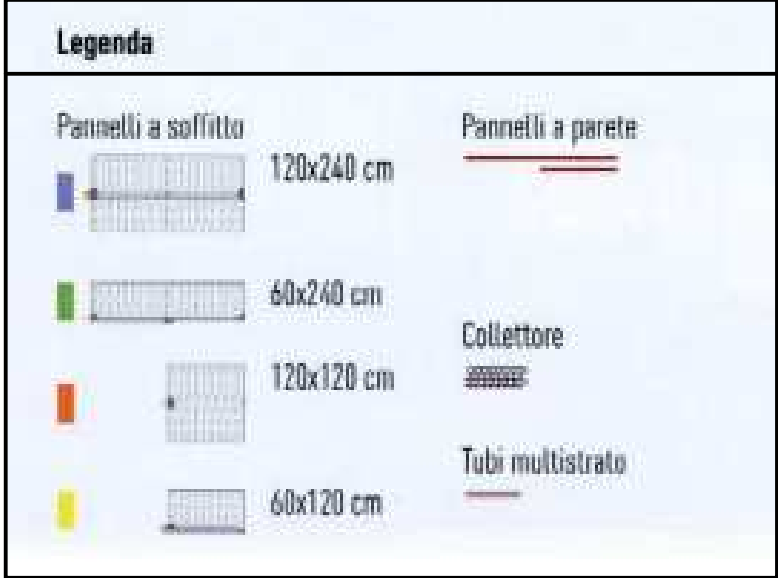 Legenda
Pannelli a soffitto
120x240 cm
60x240 cm
120x120 cm
60x120 cm
Pannelli a parete
Collettore
Tubi multistrato